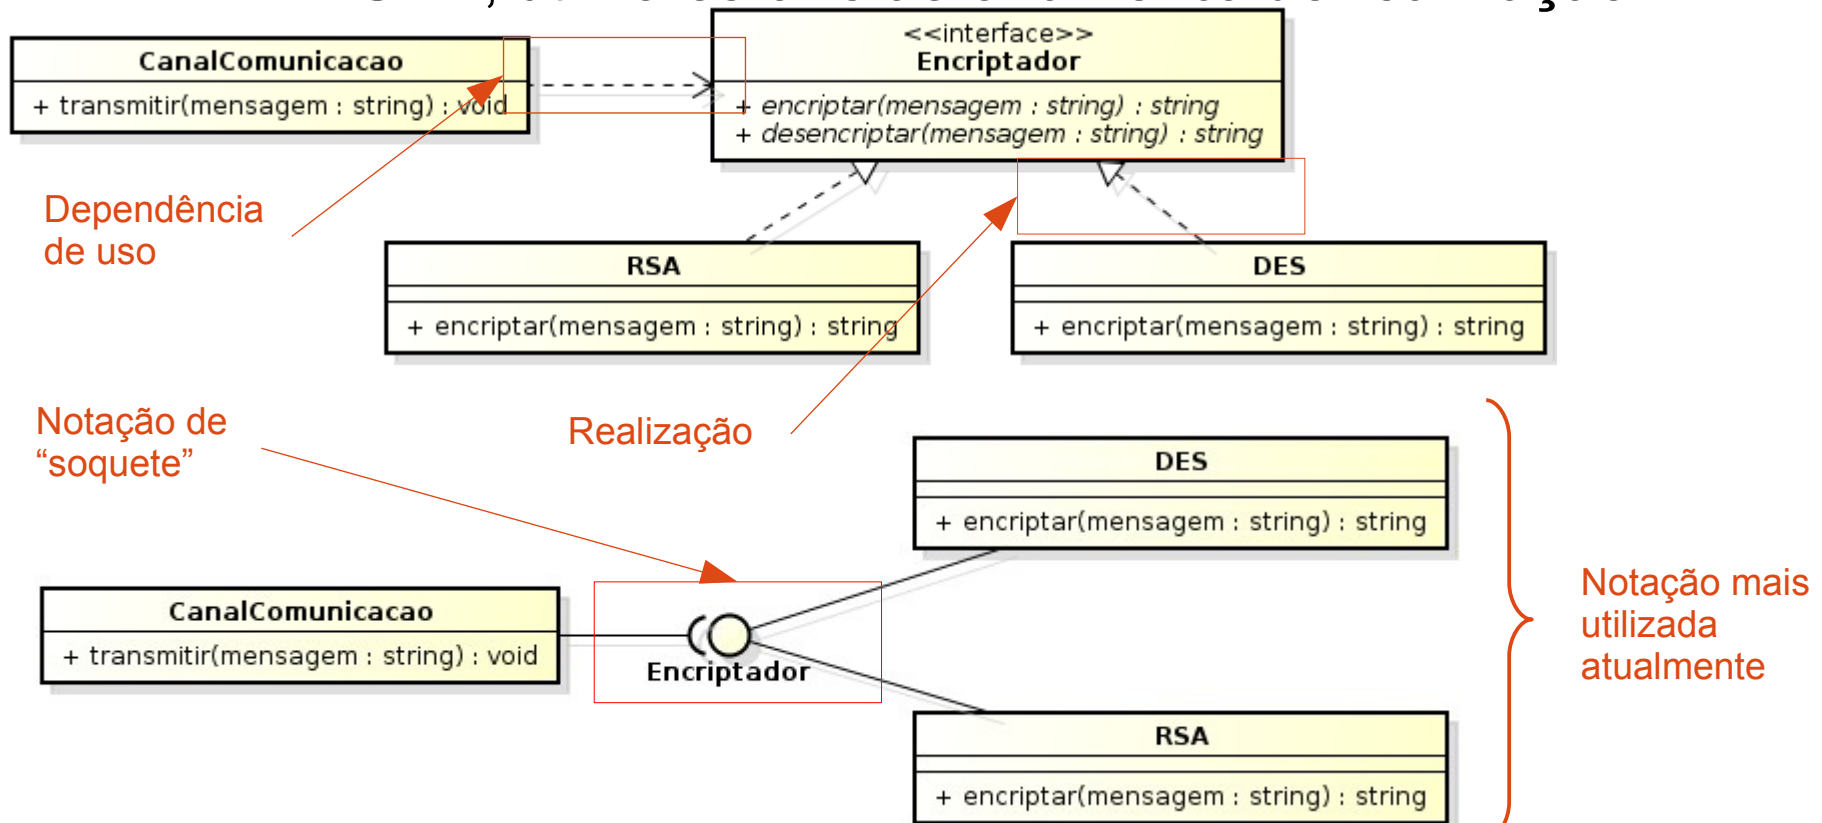 <<interface>>
Encriptador
+ encriptar(mensagem : string) : string
+ desencriptar(mensagem : string) : string
CanalComunicacao
+ transmitir(mensagem : string) : void
Dependência
de uso
RSA
+ encriptar(mensagem : string) : string
DES
+ encriptar(mensagem : string) : string
Notação de
“soquete”
Realização
DES
+ encriptar(mensagem : string) : string
CanalComunicacao
+ transmitir(mensagem : string) : void
Encriptador
Notação mais
utilizada
atualmente
RSA
+ encriptar(mensagem : string) : string